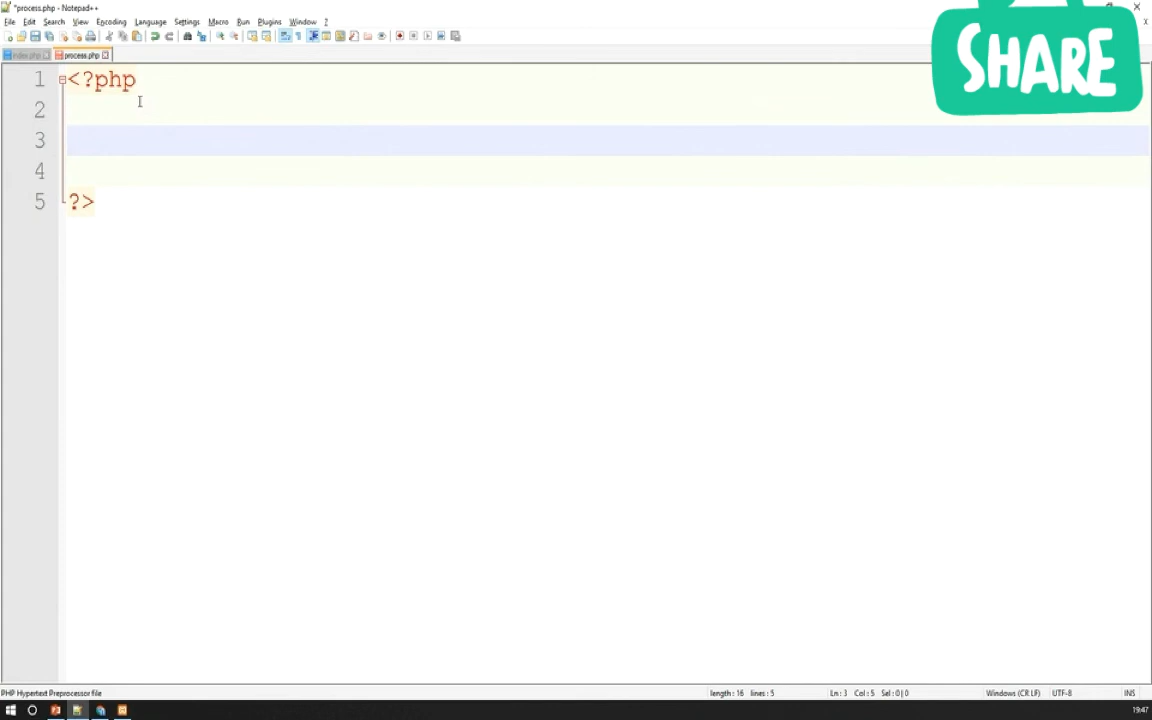 *process.php - Notepad++
SHARE
File Edit Search View Encoding Language Settings Macro Run Plugins Window ?
index.php process.php
1 <?php
2
3
4
5 ?>
PHP Hypertext Preprocessor file length : 16 lines : 5 Ln : 3 Col : 5 Sel : 0 | 0 Windows (CR LF) UTF-8 INS
19:47